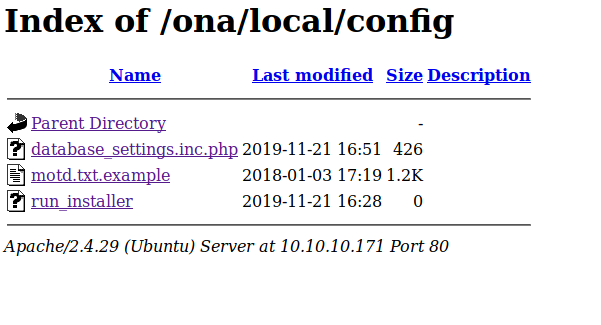 Index of /ona/local/config
Name Last modified Size Description
Parent Directory -
database_settings.inc.php 2019-11-21 16:51 426
motd.txt.example 2018-01-03 17:19 1.2K
run_installer 2019-11-21 16:28 0
Apache/2.4.29 (Ubuntu) Server at 10.10.10.171 Port 80